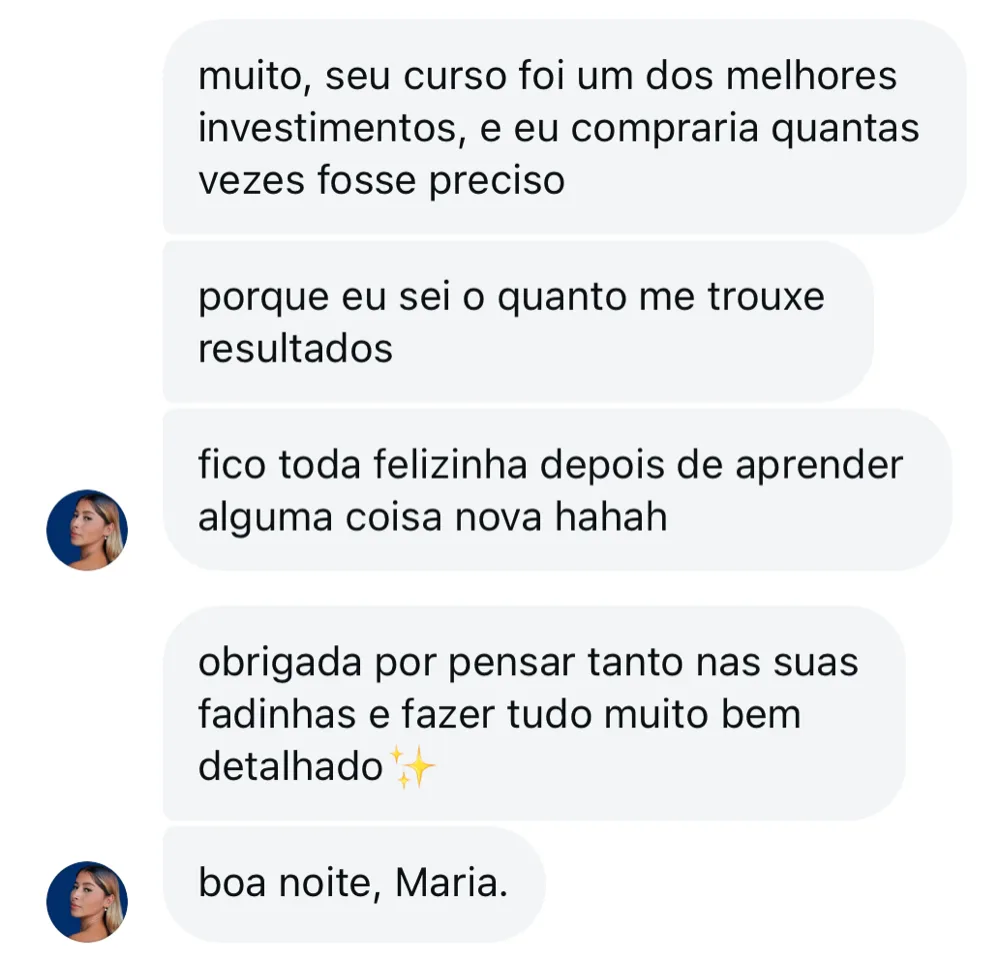 muito, seu curso foi um dos melhores
investimentos, e eu compraria quantas
vezes fosse preciso
porque eu sei o quanto me trouxe
resultados
fico toda felizinha depois de aprender
alguma coisa nova hahah
obrigada por pensar tanto nas suas
fadinhas e fazer tudo muito bem
detalhado✨
boa noite, Maria.